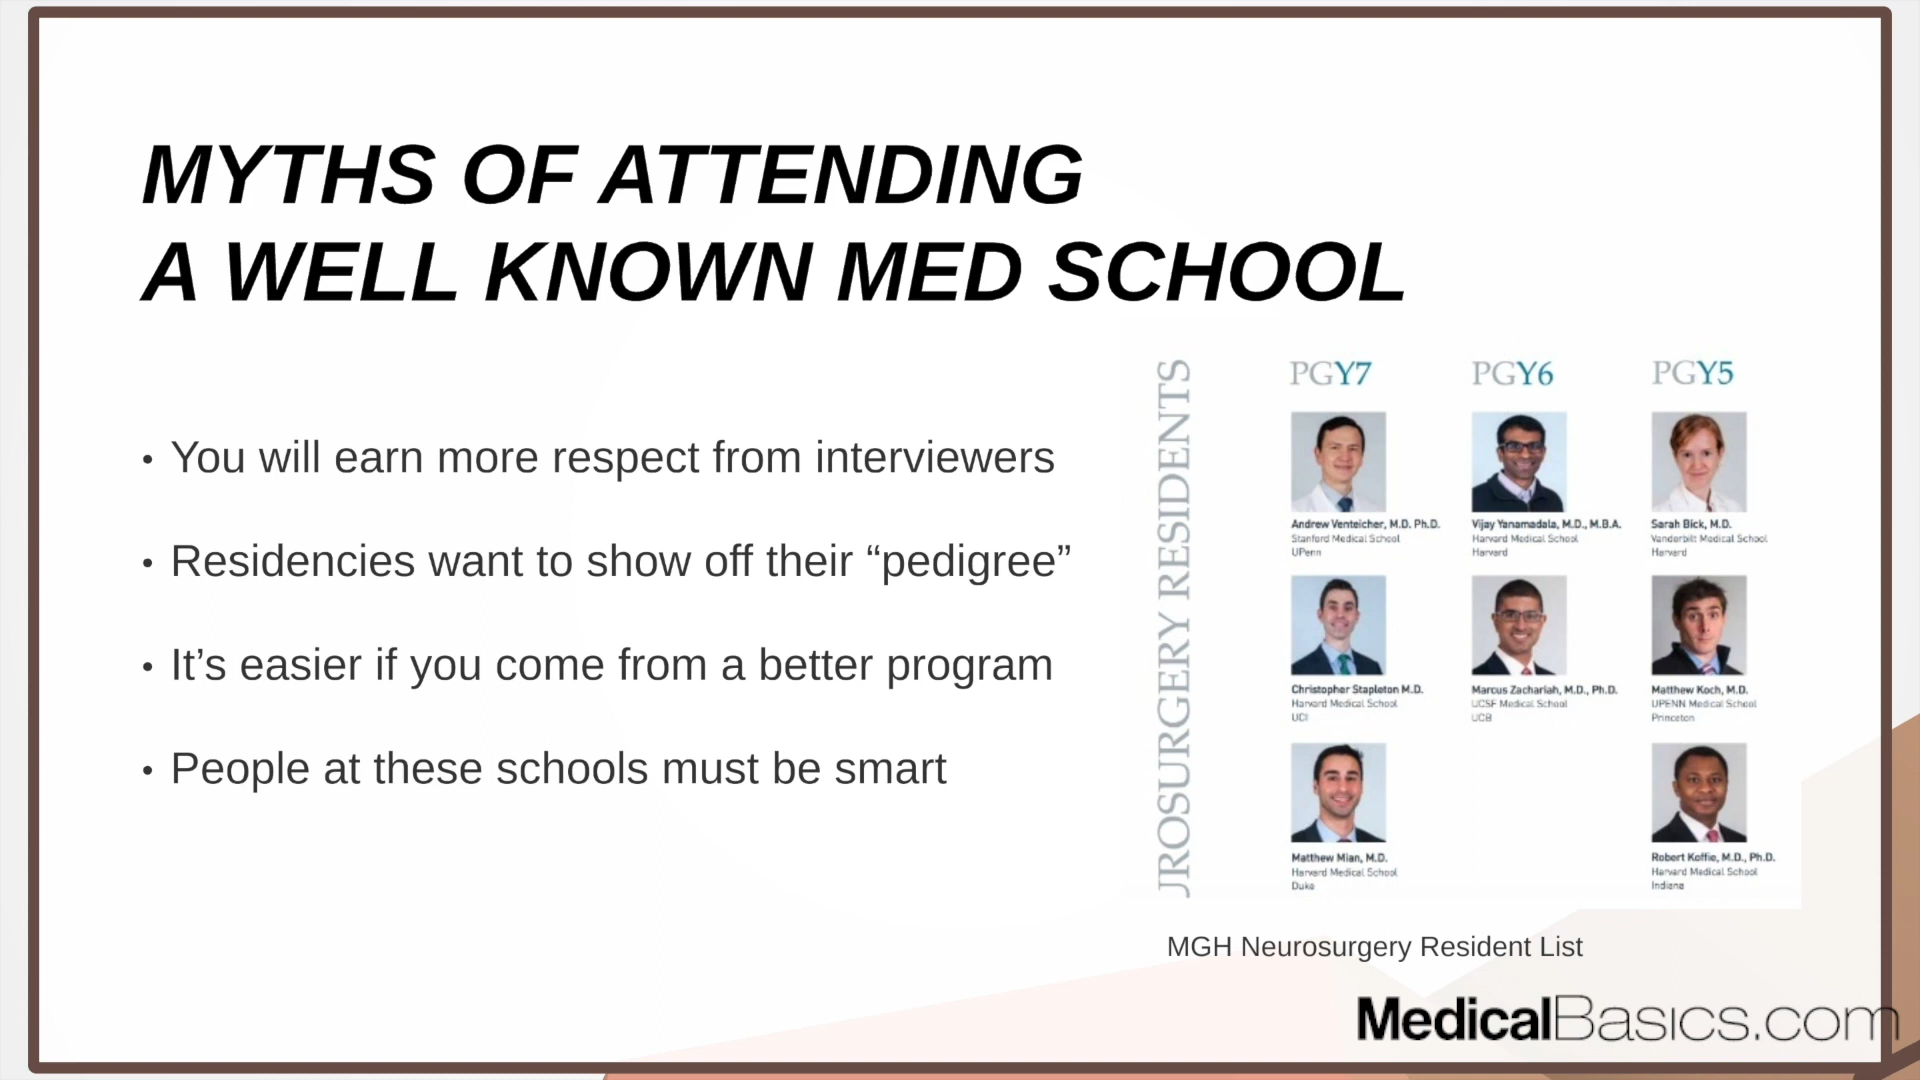 MYTHS OF ATTENDING
A WELL KNOWN MED SCHOOL
• You will earn more respect from interviewers
• Residencies want to show off their “pedigree”
• It’s easier if you come from a better program
• People at these schools must be smart
JROSURGERY RESIDENTS
PGY7
Andrew Venteicher, M.D. Ph.D.
Stanford Medical School
UPenn
Christopher Stapleton M.D.
Harvard Medical School
UCI
Matthew Mian, M.D.
Harvard Medical School
Duke
PGY6
Vijay Yanamadala, M.D., M.B.A.
Harvard Medical School
Harvard
Marcus Zachariah, M.D., Ph.D.
UCSF Medical School
UCB
PGY5
Sarah Bick, M.D.
Vanderbilt Medical School
Harvard
Matthew Koch, M.D.
UPENN Medical School
Princeton
Robert Koffie, M.D., Ph.D.
Harvard Medical School
Indiana
MGH Neurosurgery Resident List
MedicalBasics.com